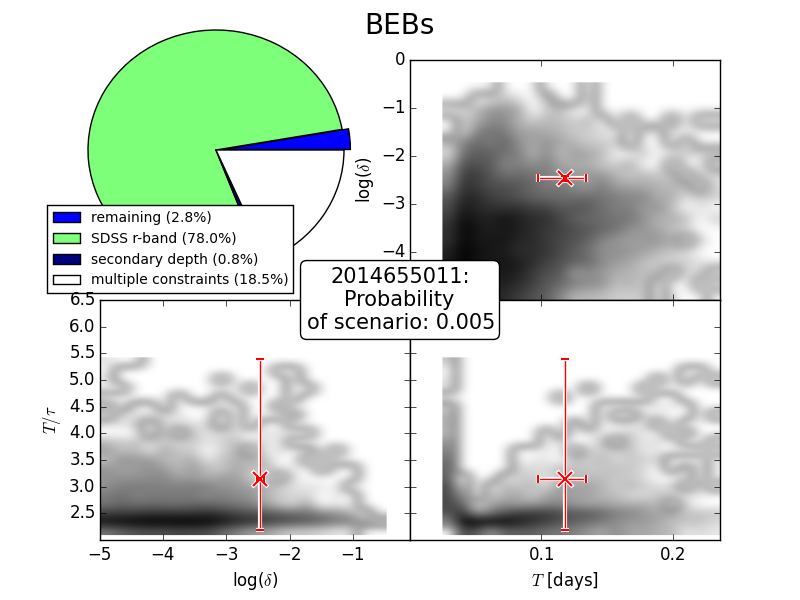 BEBs
remaining (2.8%)
SDSS r-band (78.0%)
secondary depth (0.8%)
multiple constraints (18.5%)
0
−1
−2
−3
−4
log(δ)
2014655011:
Probability
of scenario: 0.005
6.5
6.0
5.5
5.0
4.5
4.0
3.5
3.0
2.5
T/τ
−5 −4 −3 −2 −1
log(δ)
0.1 0.2
T [days]